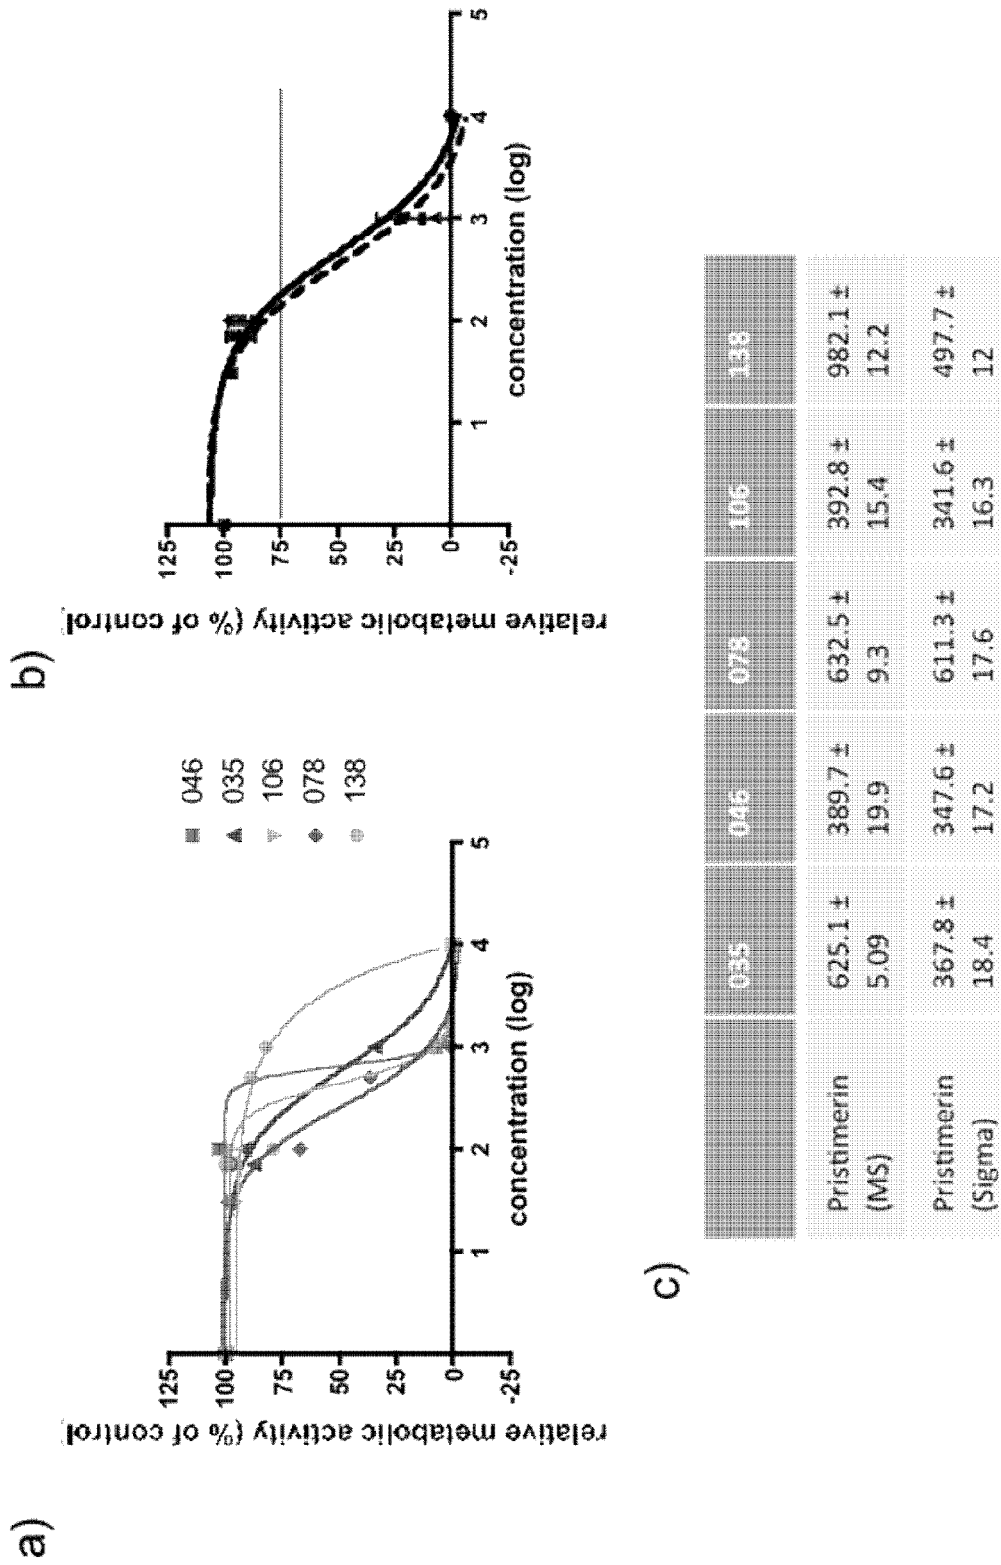 a)
relative metabolic activity (% of control)
125
100
75
50
25
0
-25
1
2
3
4
5
concentration (log)
046
035
106
078
138
b)
relative metabolic activity (% of control)
125
100
75
50
25
0
-25
1
2
3
4
5
concentration (log)
c)
035 046 078 106 138
Pristimerin 625.1 ± 389.7 ± 632.5 ± 392.8 ± 982.1 ±
(MS) 5.09 19.9 9.3 15.4 12.2
Pristimerin 367.8 ± 347.6 ± 611.3 ± 341.6 ± 497.7 ±
(Sigma) 18.4 17.2 17.6 16.3 12